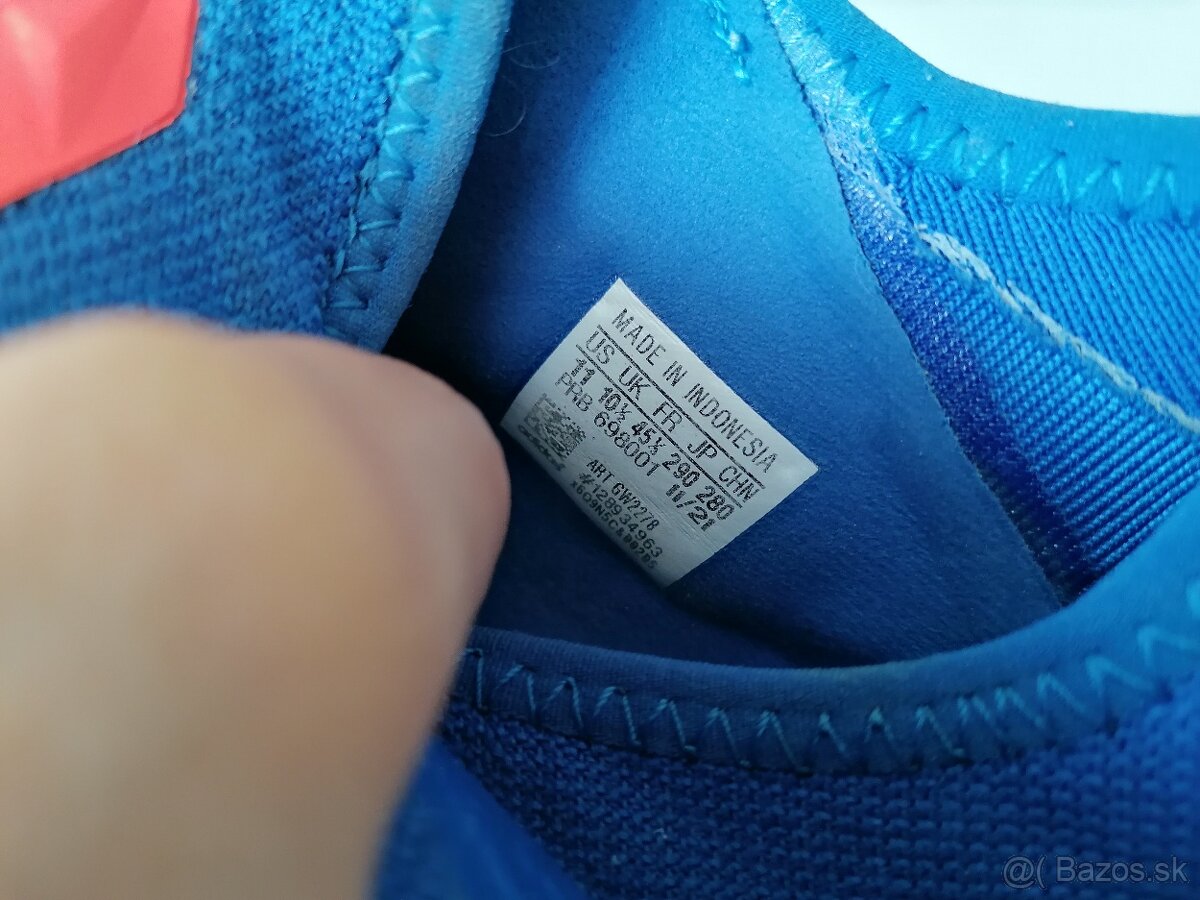 MADE IN INDONESIA
US UK FR JP CHN
11 10½ 45⅓ 290 280
PRB 698001 11/21
adidas
ART GW2278
#128934963
@( Bazos.sk